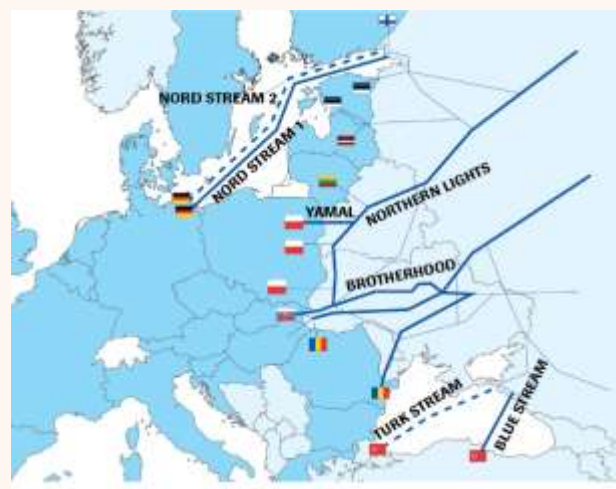 NORD STREAM 2
NORD STREAM 1
YAMAL
NORTHERN LIGHTS
BROTHERHOOD
TURK STREAM
BLUE STREAM